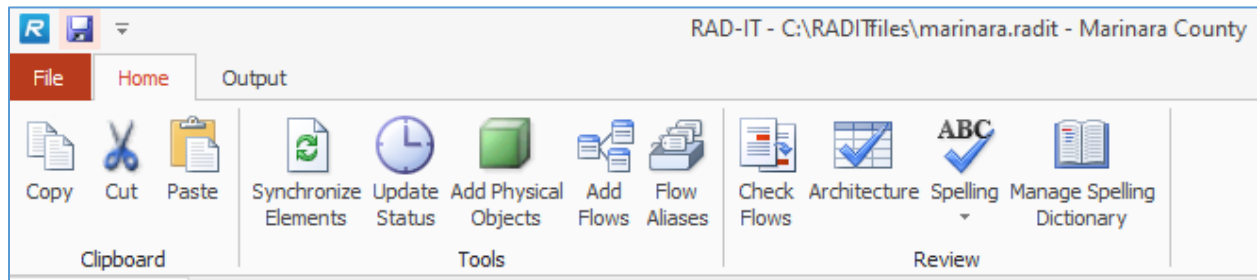 R
RAD-IT - C:\RADITfiles\marinara.radit - Marinara County
File Home Output
Copy Cut Paste Synchronize Elements Update Status Add Physical Objects Add Flows Flow Aliases Check Flows Architecture ABC Spelling Manage Spelling Dictionary
Clipboard Tools Review